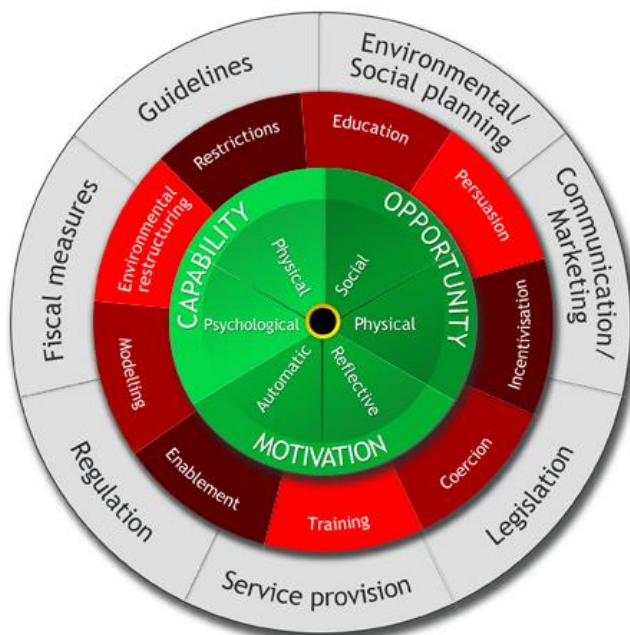 Environmental/
Social planning
Communication/
Marketing
Legislation
Service provision
Regulation
Fiscal measures
Guidelines
Education
Persuasion
Incentivisation
Coercion
Training
Enablement
Modelling
Environmental
restructuring
Restrictions
CAPABILITY
Physical
Psychological
OPPORTUNITY
Social
Physical
MOTIVATION
Automatic
Reflective